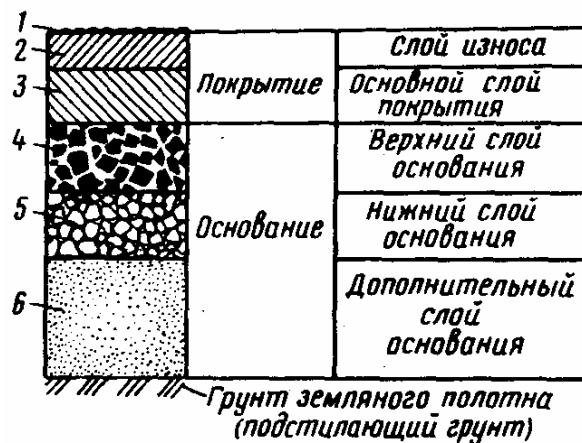 1
2
3
4
5
6
Покрытие
Основание
Слой износа
Основной слой
покрытия
Верхний слой
основания
Нижний слой
основания
Дополнительный
слой
основания
Грунт земляного полотна
(подстилающий грунт)